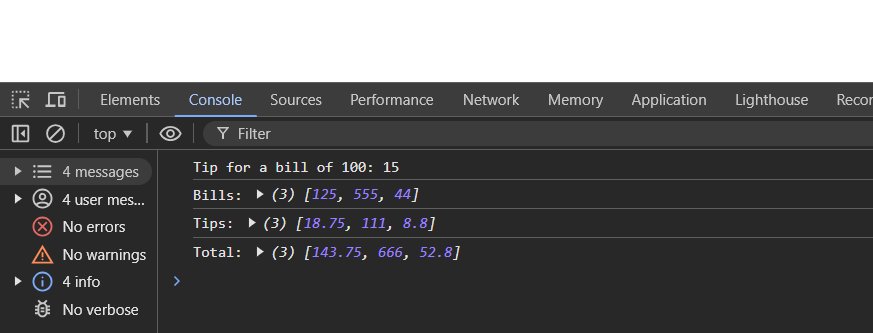 Elements Console Sources Performance Network Memory Application Lighthouse Recor
top Filter
4 messages
4 user mes...
No errors
No warnings
4 info
No verbose
Tip for a bill of 100: 15
Bills: (3) [125, 555, 44]
Tips: (3) [18.75, 111, 8.8]
Total: (3) [143.75, 666, 52.8]